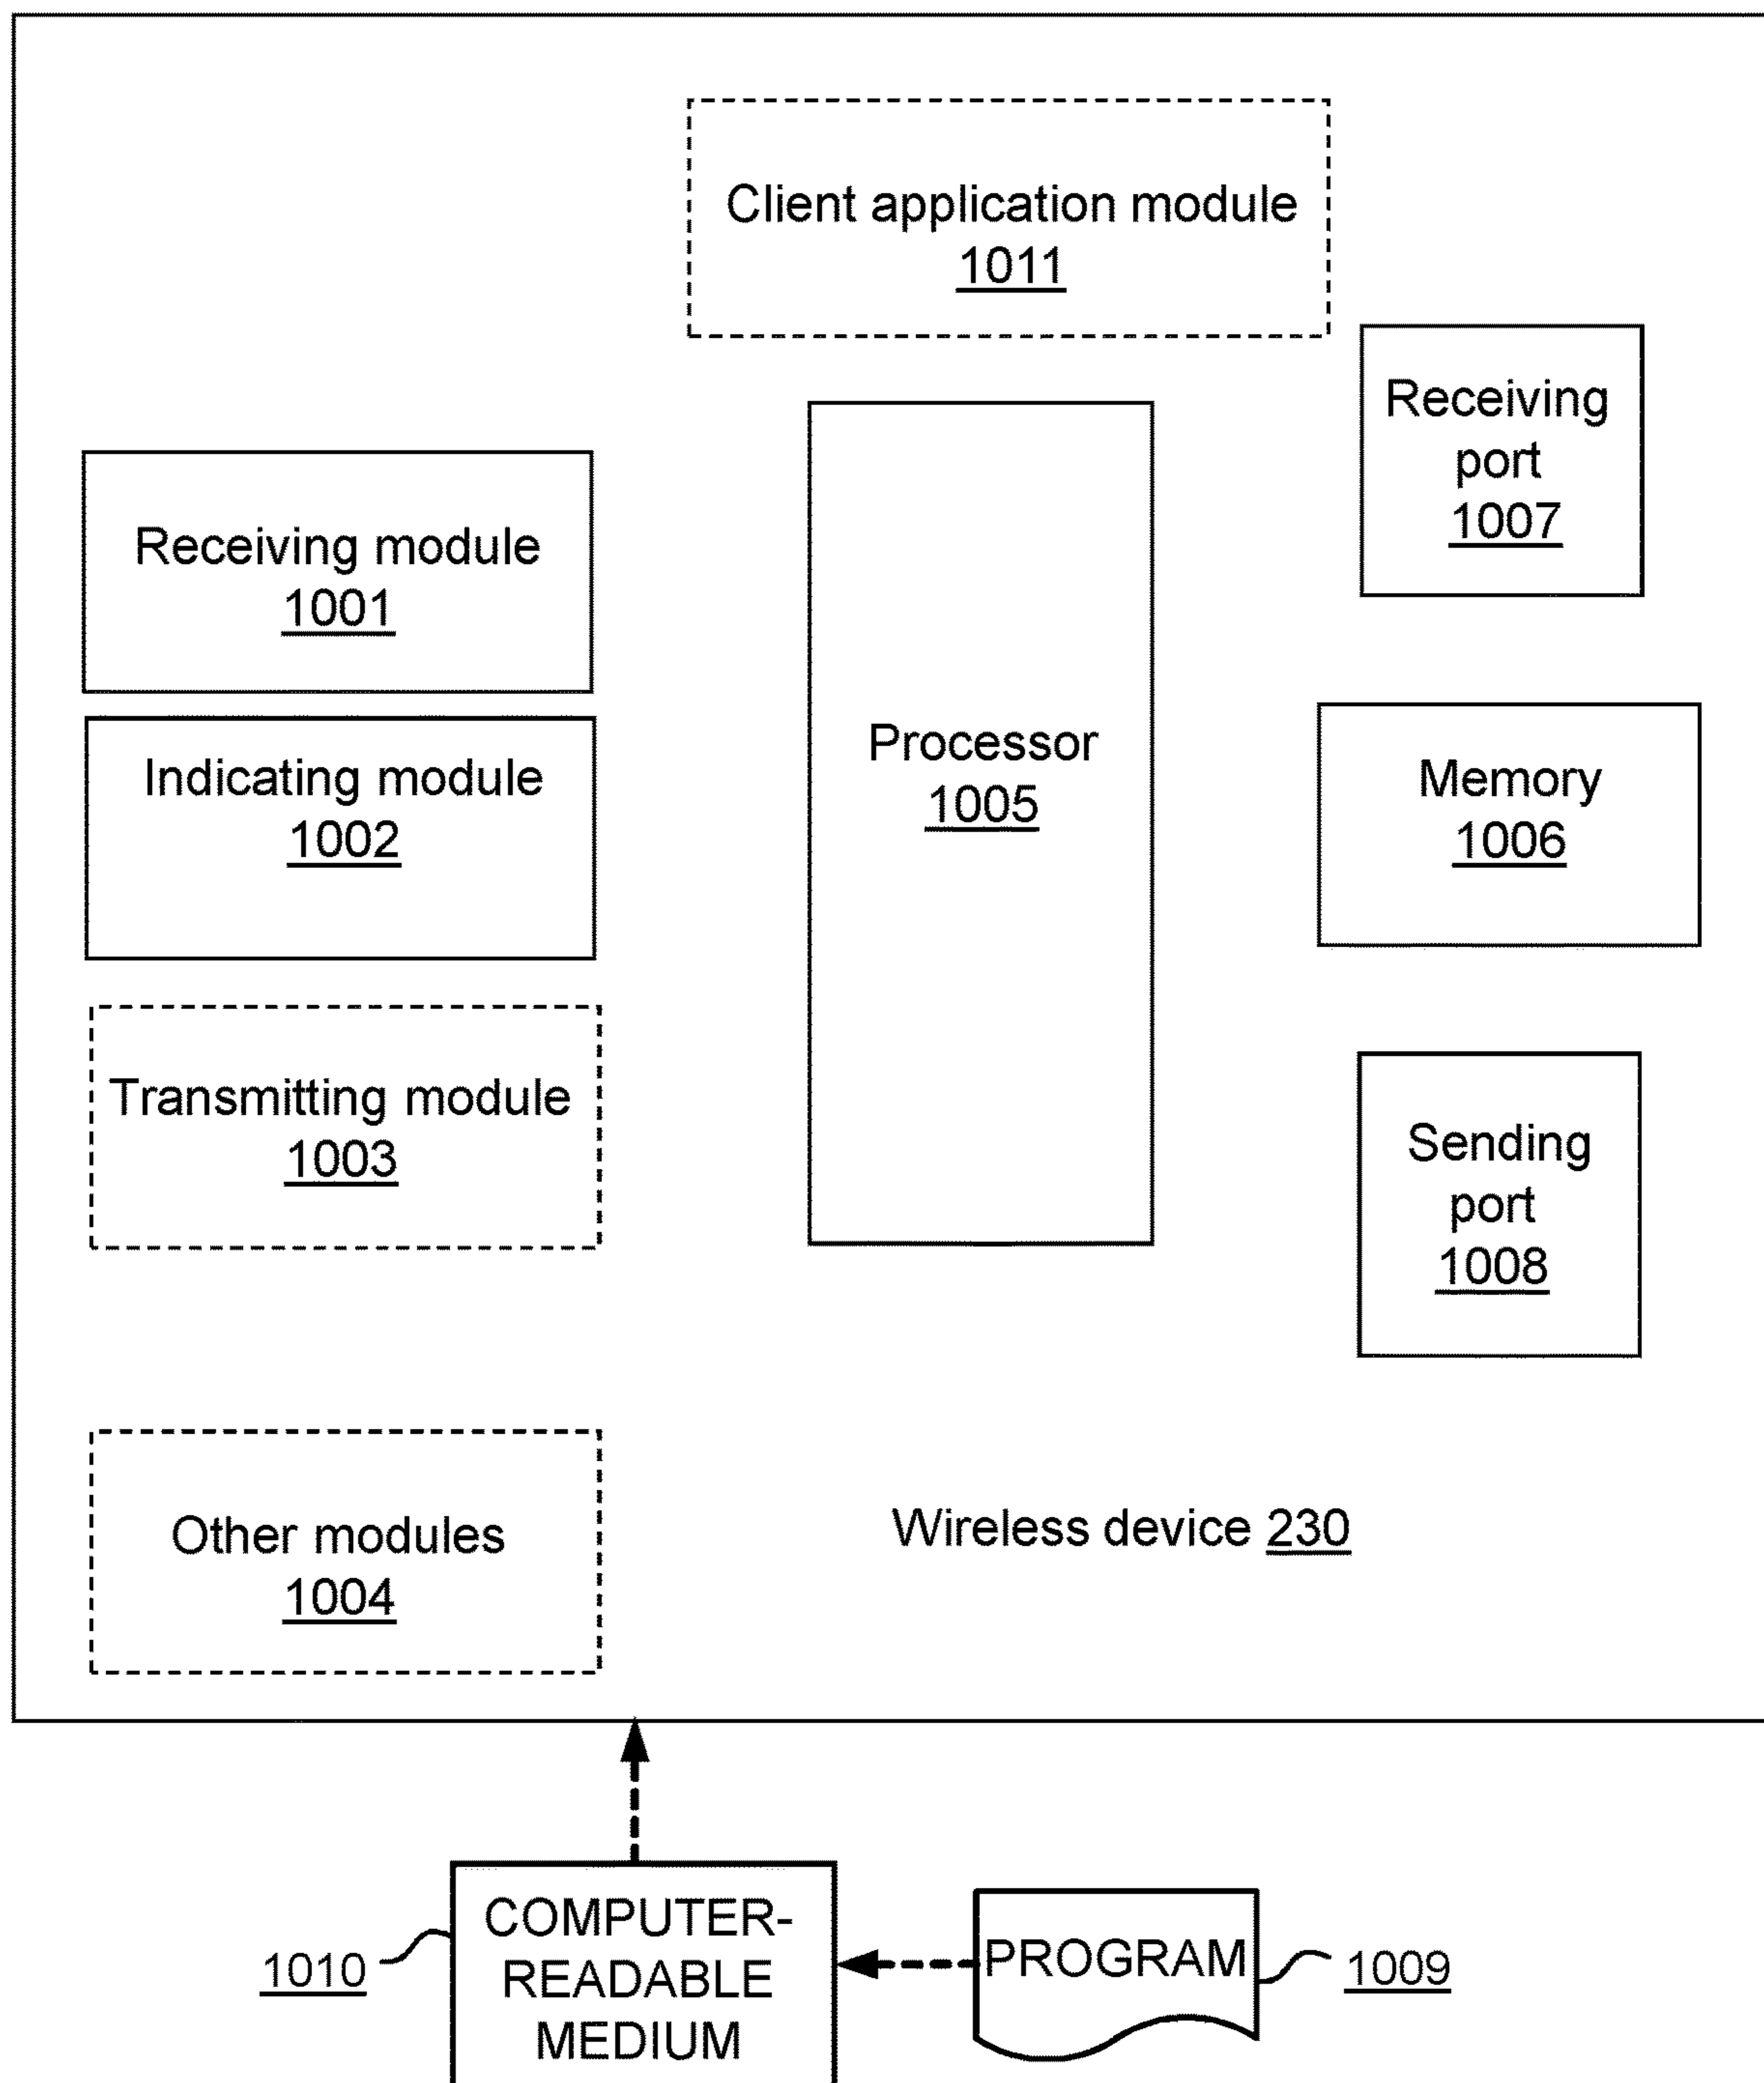 Client application module
1011
Receiving
port
1007
Receiving module
1001
Processor
1005
Indicating module
1002
Memory
1006
Transmitting module
1003
Sending
port
1008
Other modules
1004
Wireless device 230
COMPUTER-
READABLE
MEDIUM
1010
PROGRAM
1009